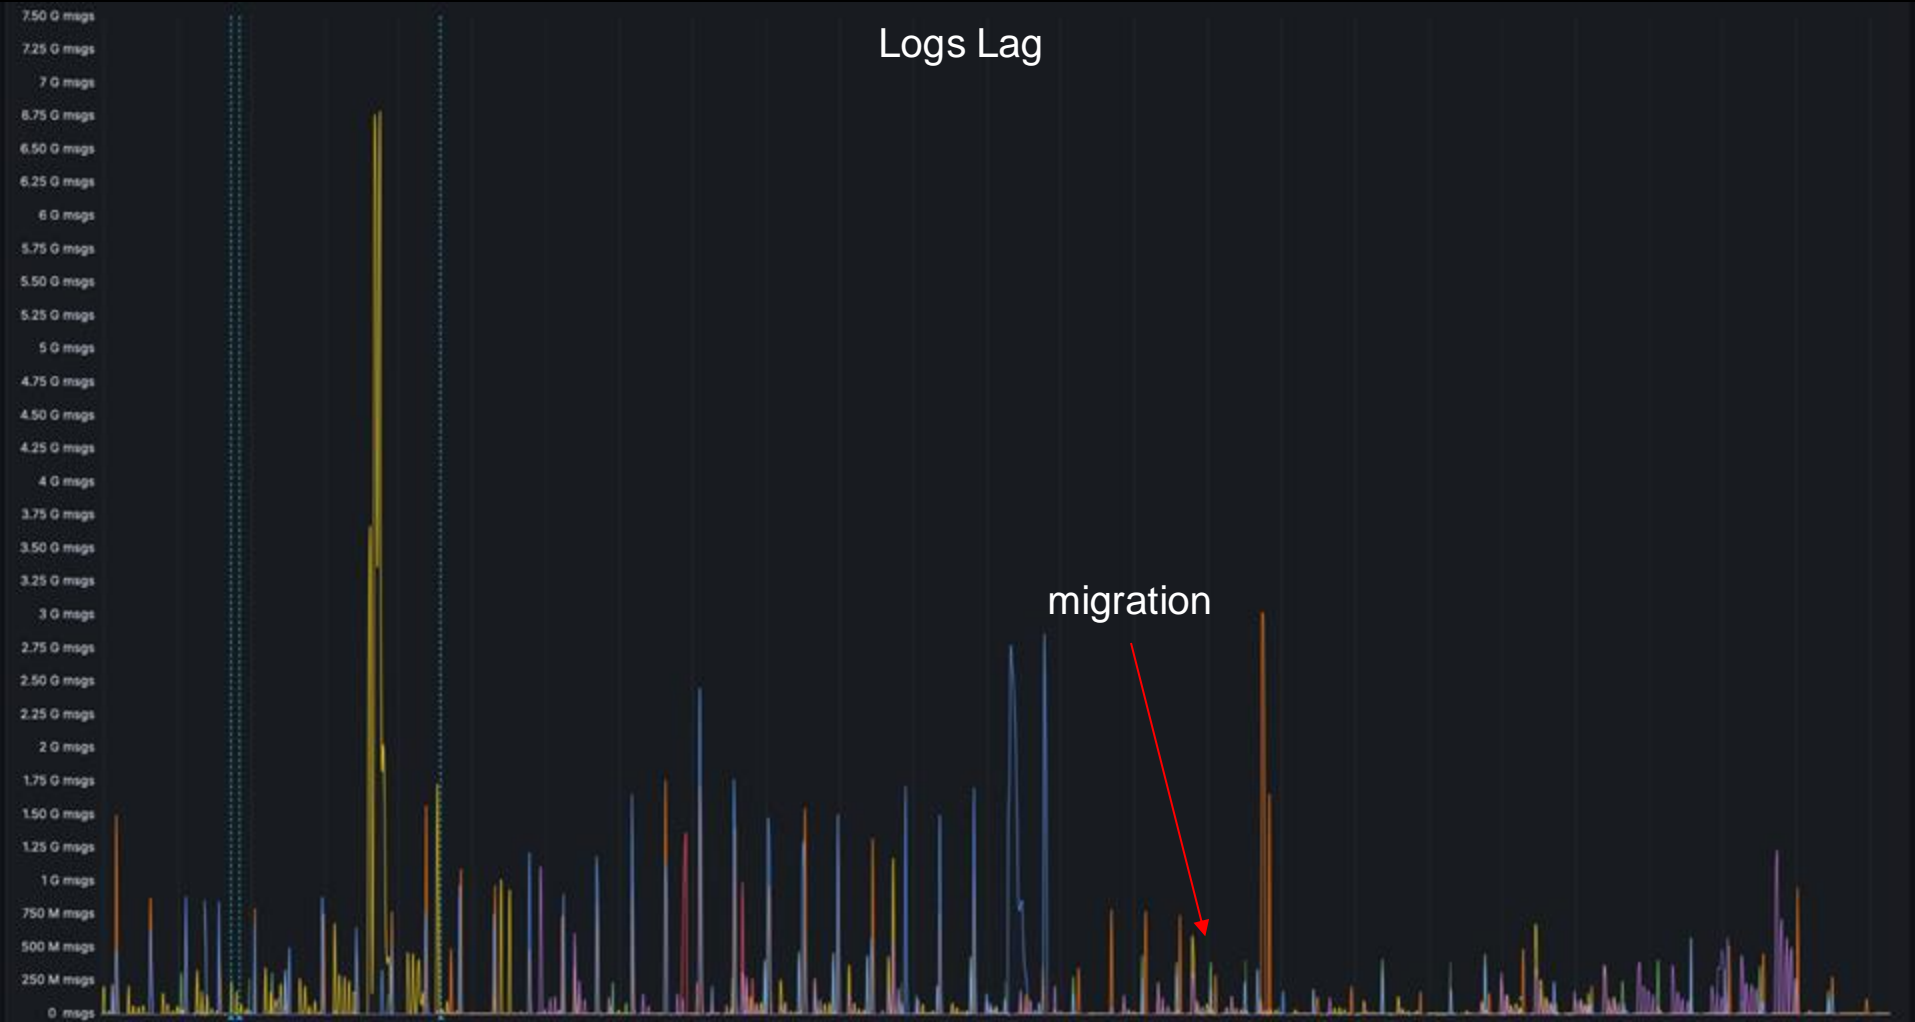 Logs Lag
7.50 G msgs
7.25 G msgs
7 G msgs
6.75 G msgs
6.50 G msgs
6.25 G msgs
6 G msgs
5.75 G msgs
5.50 G msgs
5.25 G msgs
5 G msgs
4.75 G msgs
4.50 G msgs
4.25 G msgs
4 G msgs
3.75 G msgs
3.50 G msgs
3.25 G msgs
3 G msgs
2.75 G msgs
2.50 G msgs
2.25 G msgs
2 G msgs
1.75 G msgs
1.50 G msgs
1.25 G msgs
1 G msgs
750 M msgs
500 M msgs
250 M msgs
0 msgs
migration